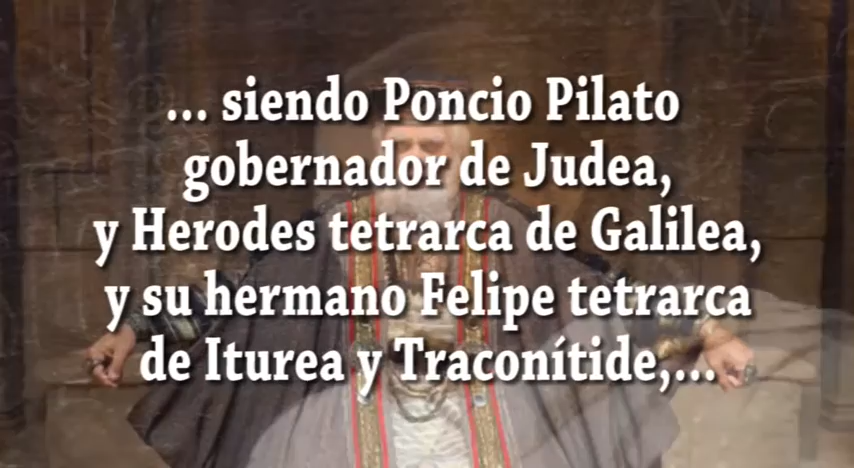 ... siendo Poncio Pilato
gobernador de Judea,
y Herodes tetrarca de Galilea,
y su hermano Felipe tetrarca
de Iturea y Traconítide,...